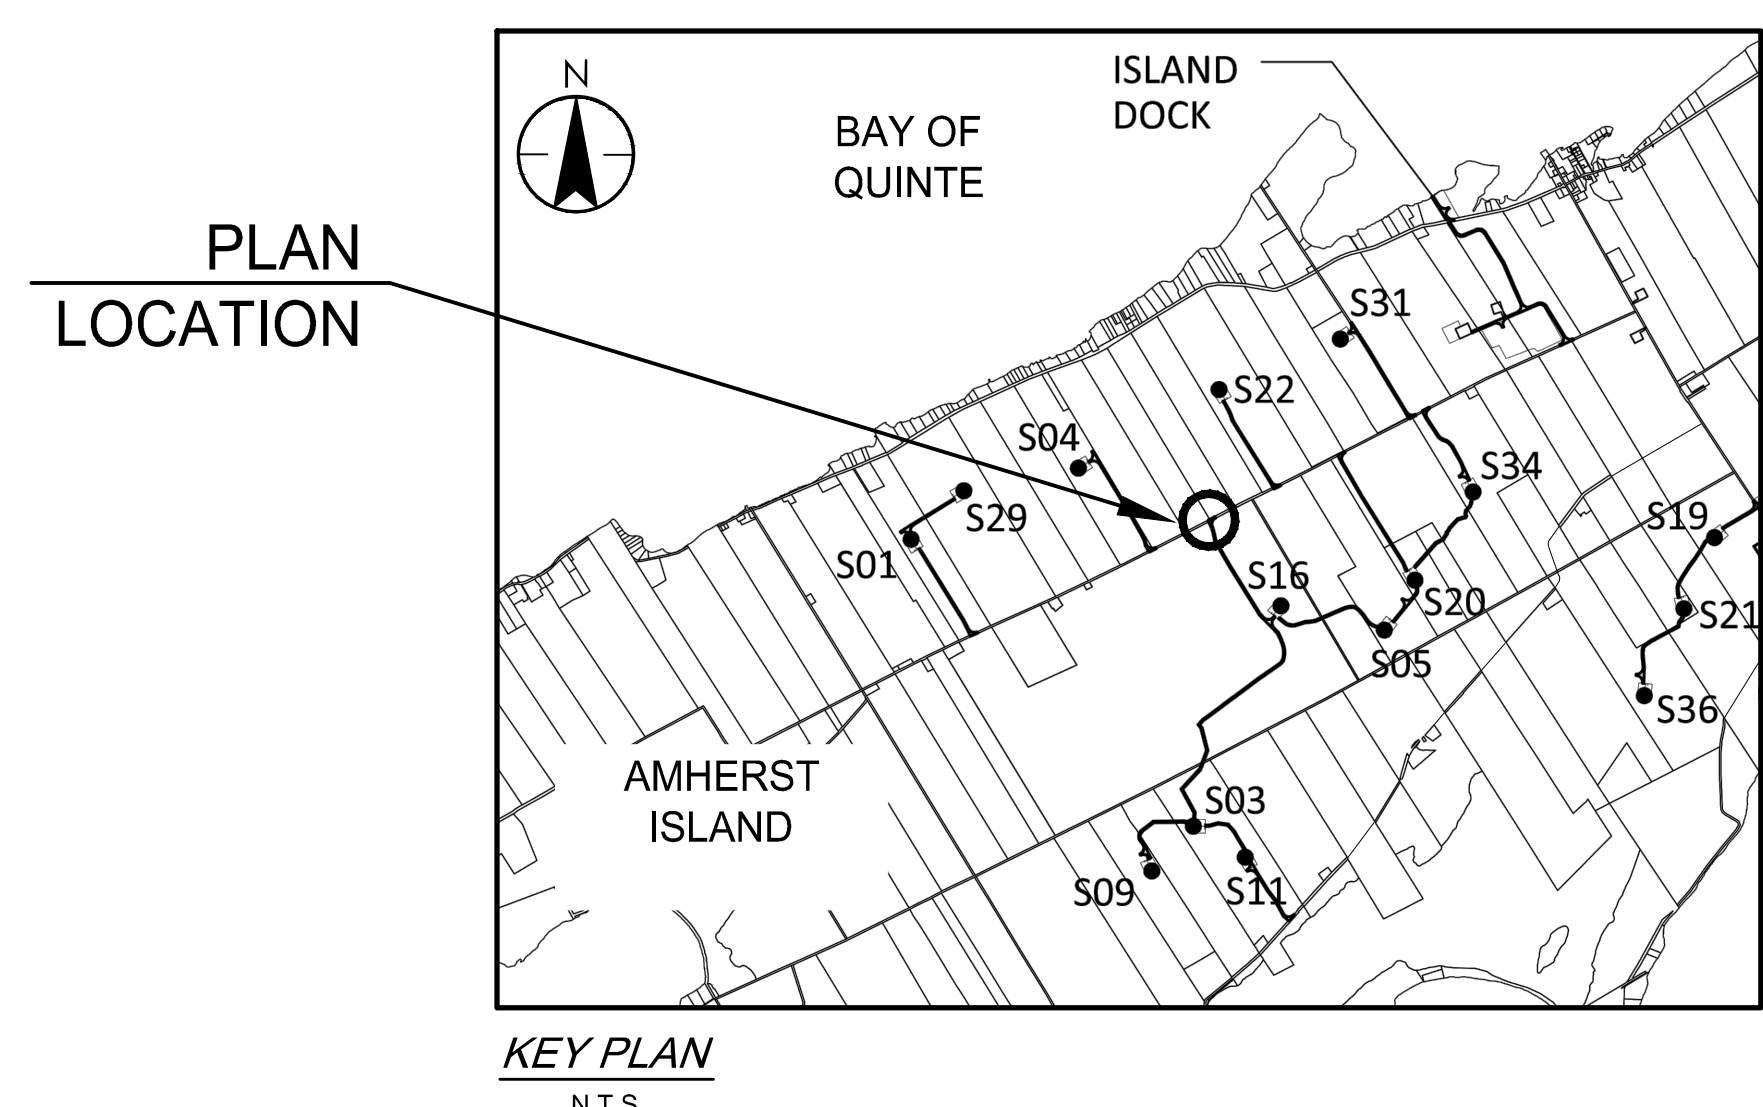 N
ISLAND
DOCK
BAY OF
QUINTE
PLAN
LOCATION
S31
S22
S04
S34
S29
S19
S01
S16
S20
S21
S05
S36
AMHERST
ISLAND
S03
S09
S11
KEY PLAN
N.T.S.